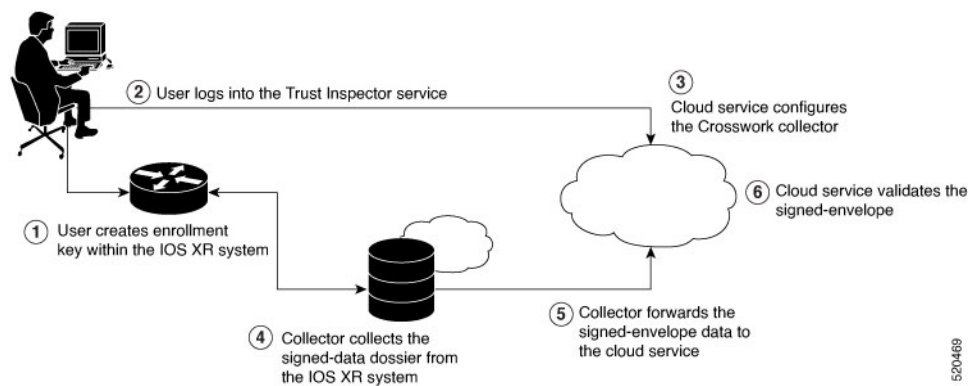 ② User logs into the Trust Inspector service
③
Cloud service configures
the Crosswork collector
① User creates enrollment
key within the IOS XR system
⑥ Cloud service validates the
signed-envelope
④ Collector collects the
signed-data dossier from
the IOS XR system
⑤ Collector forwards the
signed-envelope data to
the cloud service
520469